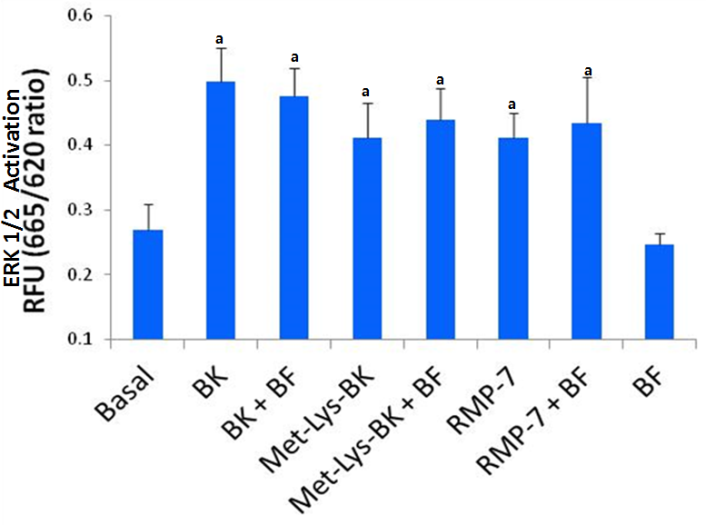 ERK 1/2 Activation
RFU (665/620 ratio)
0.6
0.5
0.4
0.3
0.2
0.1
a
a
a
a
a
a
Basal
BK
BK + BF
Met-Lys-BK
Met-Lys-BK + BF
RMP-7
RMP-7 + BF
BF